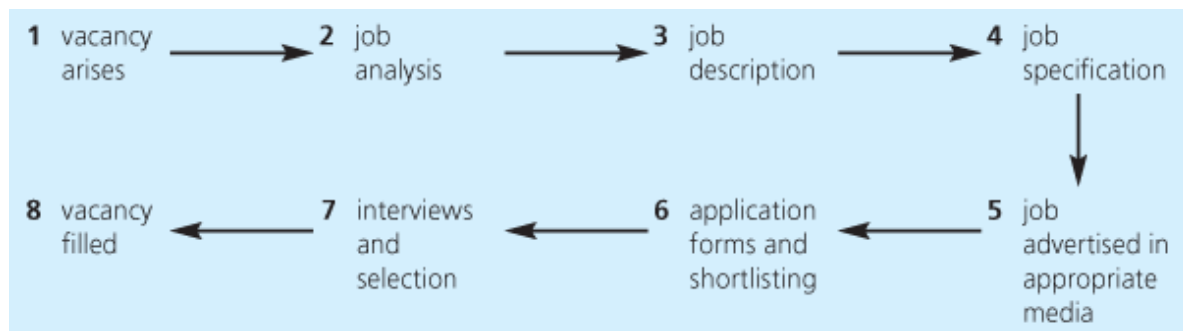 1 vacancy
arises
2 job
analysis
3 job
description
4 job
specification
5 job
advertised in
appropriate
media
6 application
forms and
shortlisting
7 interviews
and
selection
8 vacancy
filled